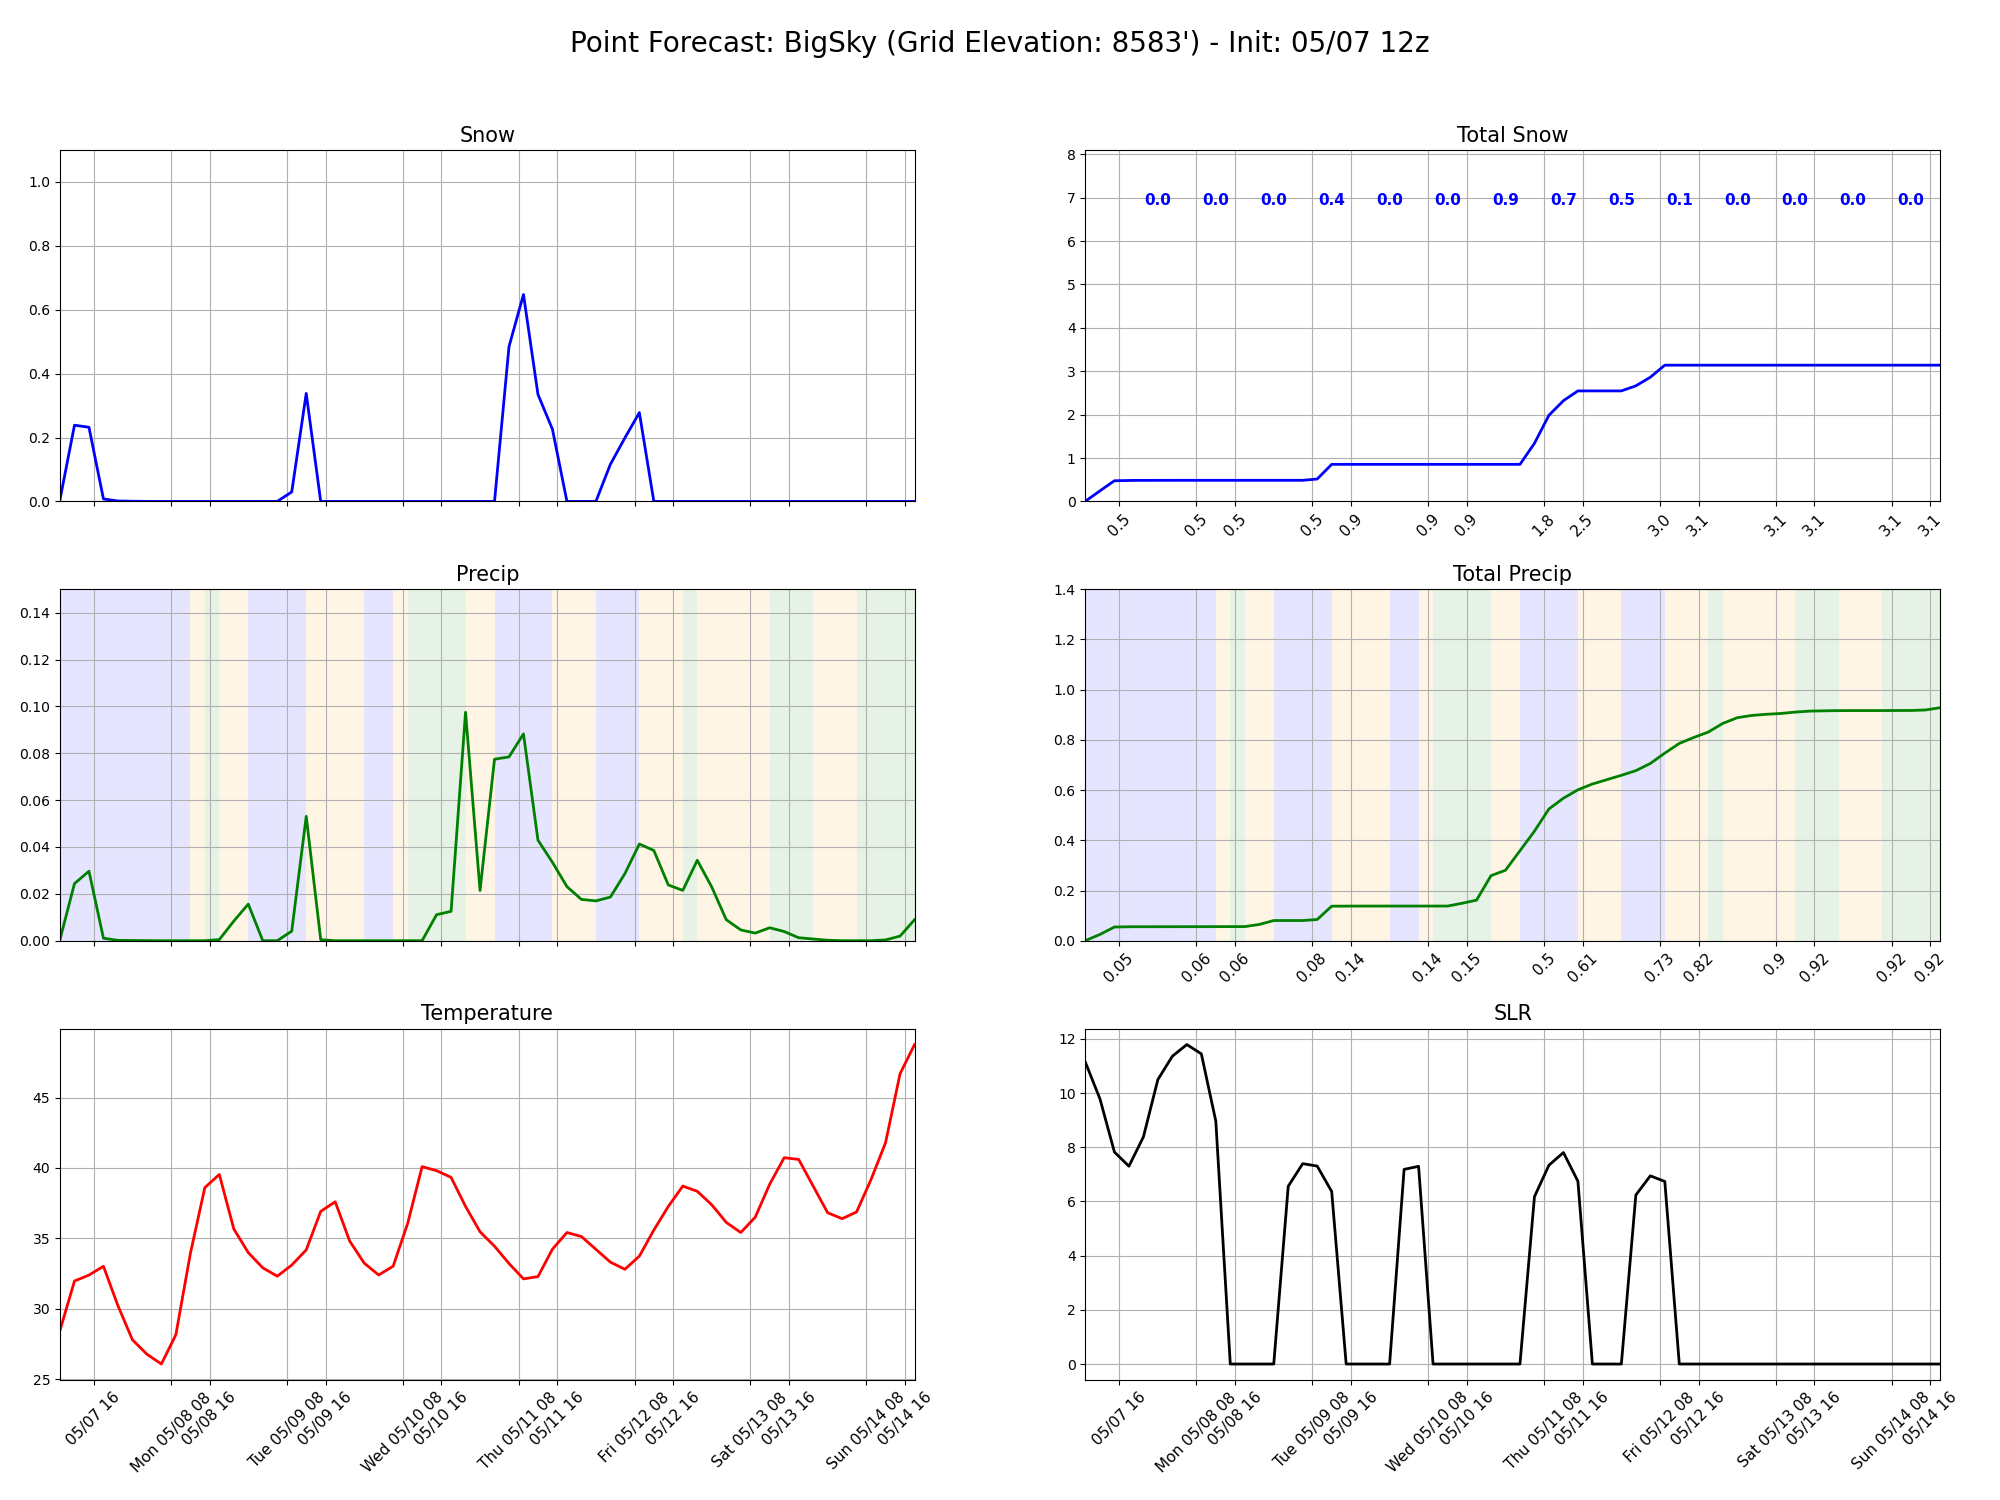 Point Forecast: BigSky (Grid Elevation: 8583') - Init: 05/07 12z
Snow
1.0
0.8
0.6
0.4
0.2
0.0
Total Snow
8
7
6
5
4
3
2
1
0
0.0 0.0 0.0 0.4 0.0 0.0 0.9 0.7 0.5 0.1 0.0 0.0 0.0 0.0
0.5 0.5 0.5 0.5 0.9 0.9 0.9 1.8 2.5 3.0 3.1 3.1 3.1 3.1 3.1
Precip
0.14
0.12
0.10
0.08
0.06
0.04
0.02
0.00
Total Precip
1.4
1.2
1.0
0.8
0.6
0.4
0.2
0.0
0.05 0.06 0.06 0.08 0.14 0.14 0.15 0.5 0.61 0.73 0.82 0.9 0.92 0.92 0.92
Temperature
45
40
35
30
25
05/07 16
Mon 05/08 08
05/08 16
Tue 05/09 08
05/09 16
Wed 05/10 08
05/10 16
Thu 05/11 08
05/11 16
Fri 05/12 08
05/12 16
Sat 05/13 08
05/13 16
Sun 05/14 08
05/14 16
SLR
12
10
8
6
4
2
0
05/07 16
Mon 05/08 08
05/08 16
Tue 05/09 08
05/09 16
Wed 05/10 08
05/10 16
Thu 05/11 08
05/11 16
Fri 05/12 08
05/12 16
Sat 05/13 08
05/13 16
Sun 05/14 08
05/14 16